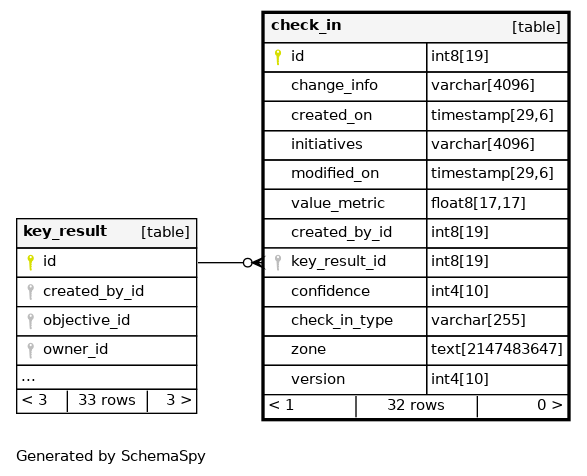 check_in [table]
id int8[19]
change_info varchar[4096]
created_on timestamp[29,6]
initiatives varchar[4096]
modified_on timestamp[29,6]
value_metric float8[17,17]
created_by_id int8[19]
key_result_id int8[19]
confidence int4[10]
check_in_type varchar[255]
zone text[2147483647]
version int4[10]
< 1 32 rows 0 >
key_result [table]
id
created_by_id
objective_id
owner_id
...
< 3 33 rows 3 >
Generated by SchemaSpy